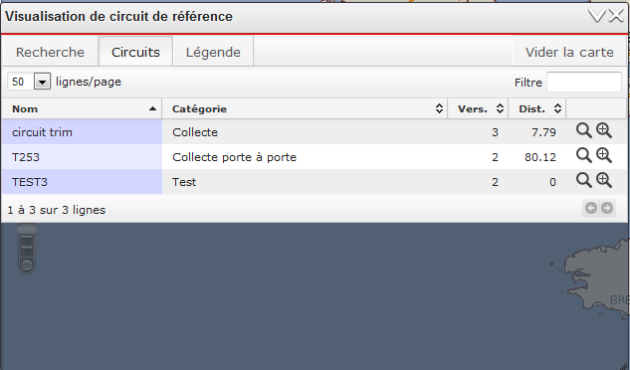 Visualisation de circuit de référence
Recherche Circuits Légende Vider la carte
50 lignes/page Filtre
Nom Catégorie Vers. Dist.
circuit trim Collecte 3 7.79
T253 Collecte porte à porte 2 80.12
TEST3 Test 2 0
1 à 3 sur 3 lignes
BRE